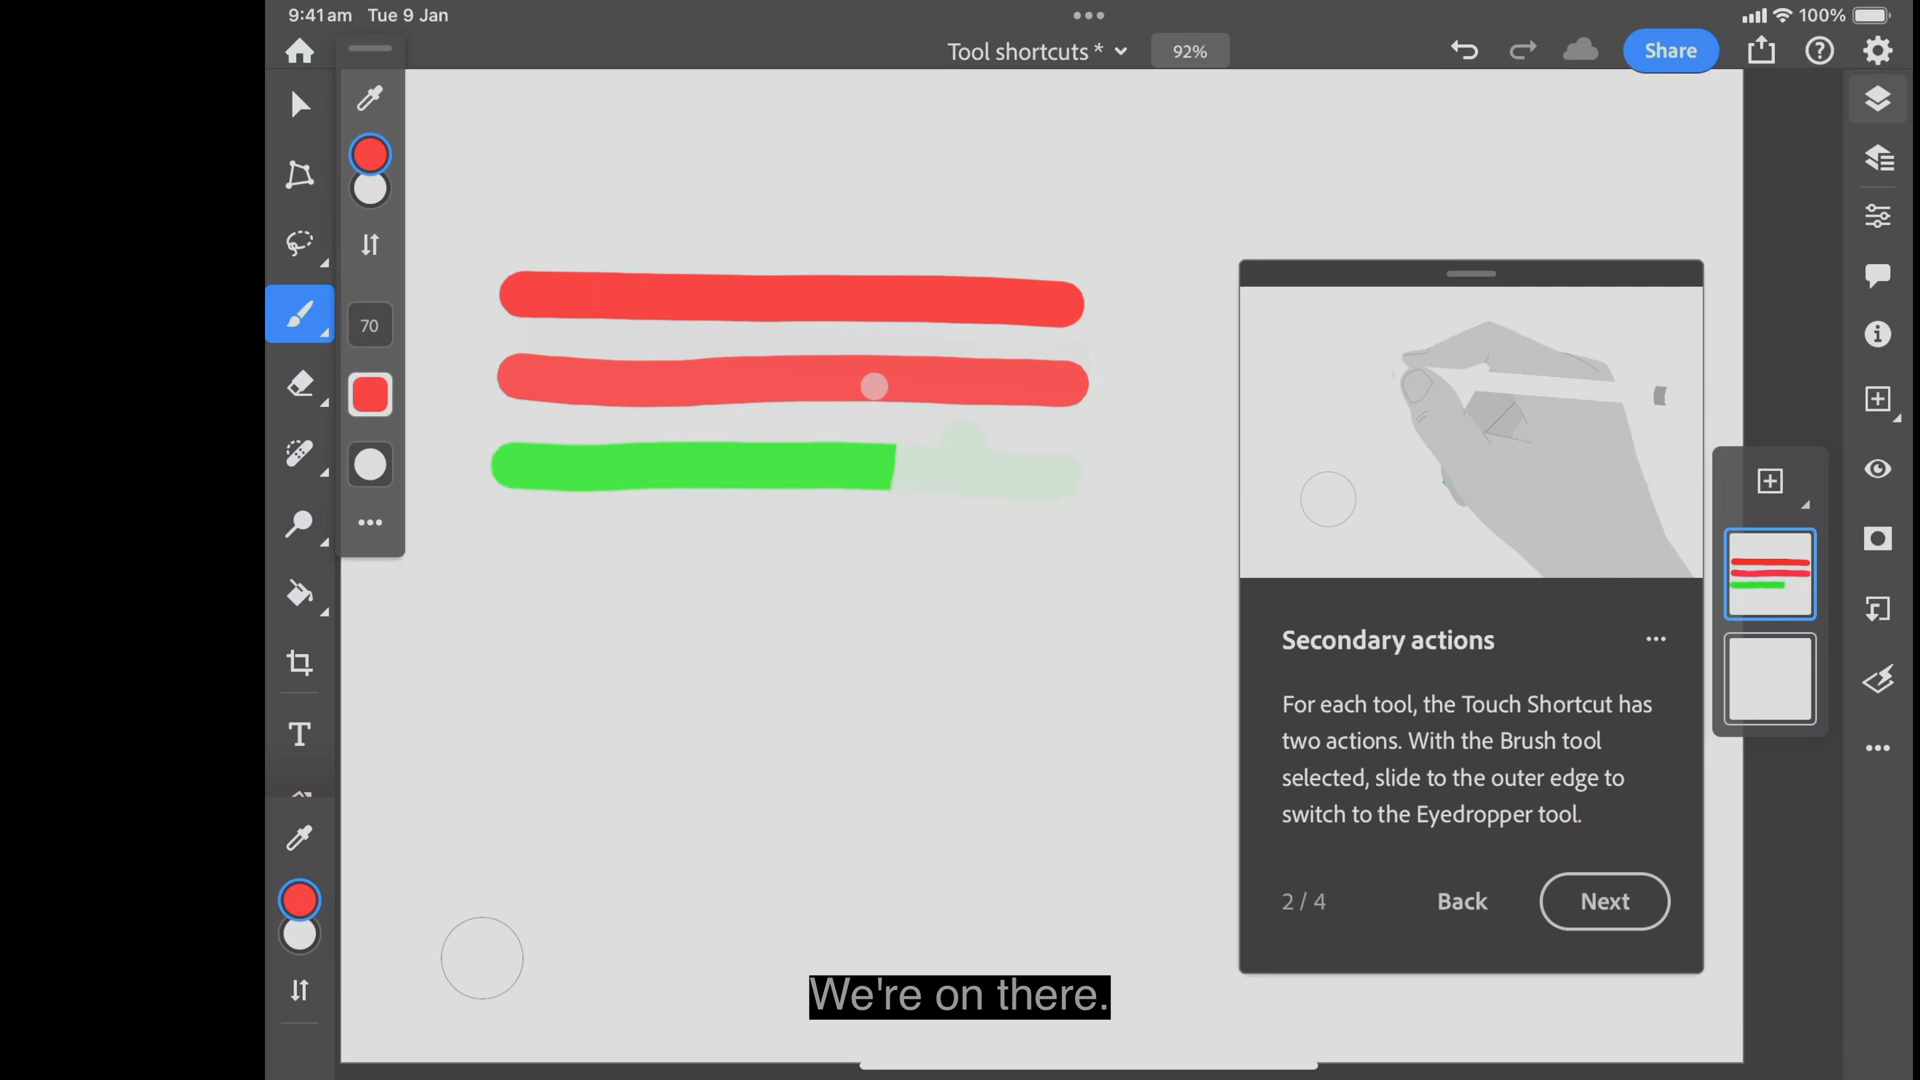 9:41am Tue 9 Jan
100%
Tool shortcuts *
92%
Share
70
T
Secondary actions
For each tool, the Touch Shortcut has
two actions. With the Brush tool
selected, slide to the outer edge to
switch to the Eyedropper tool.
2 / 4
Back
Next
We're on there.